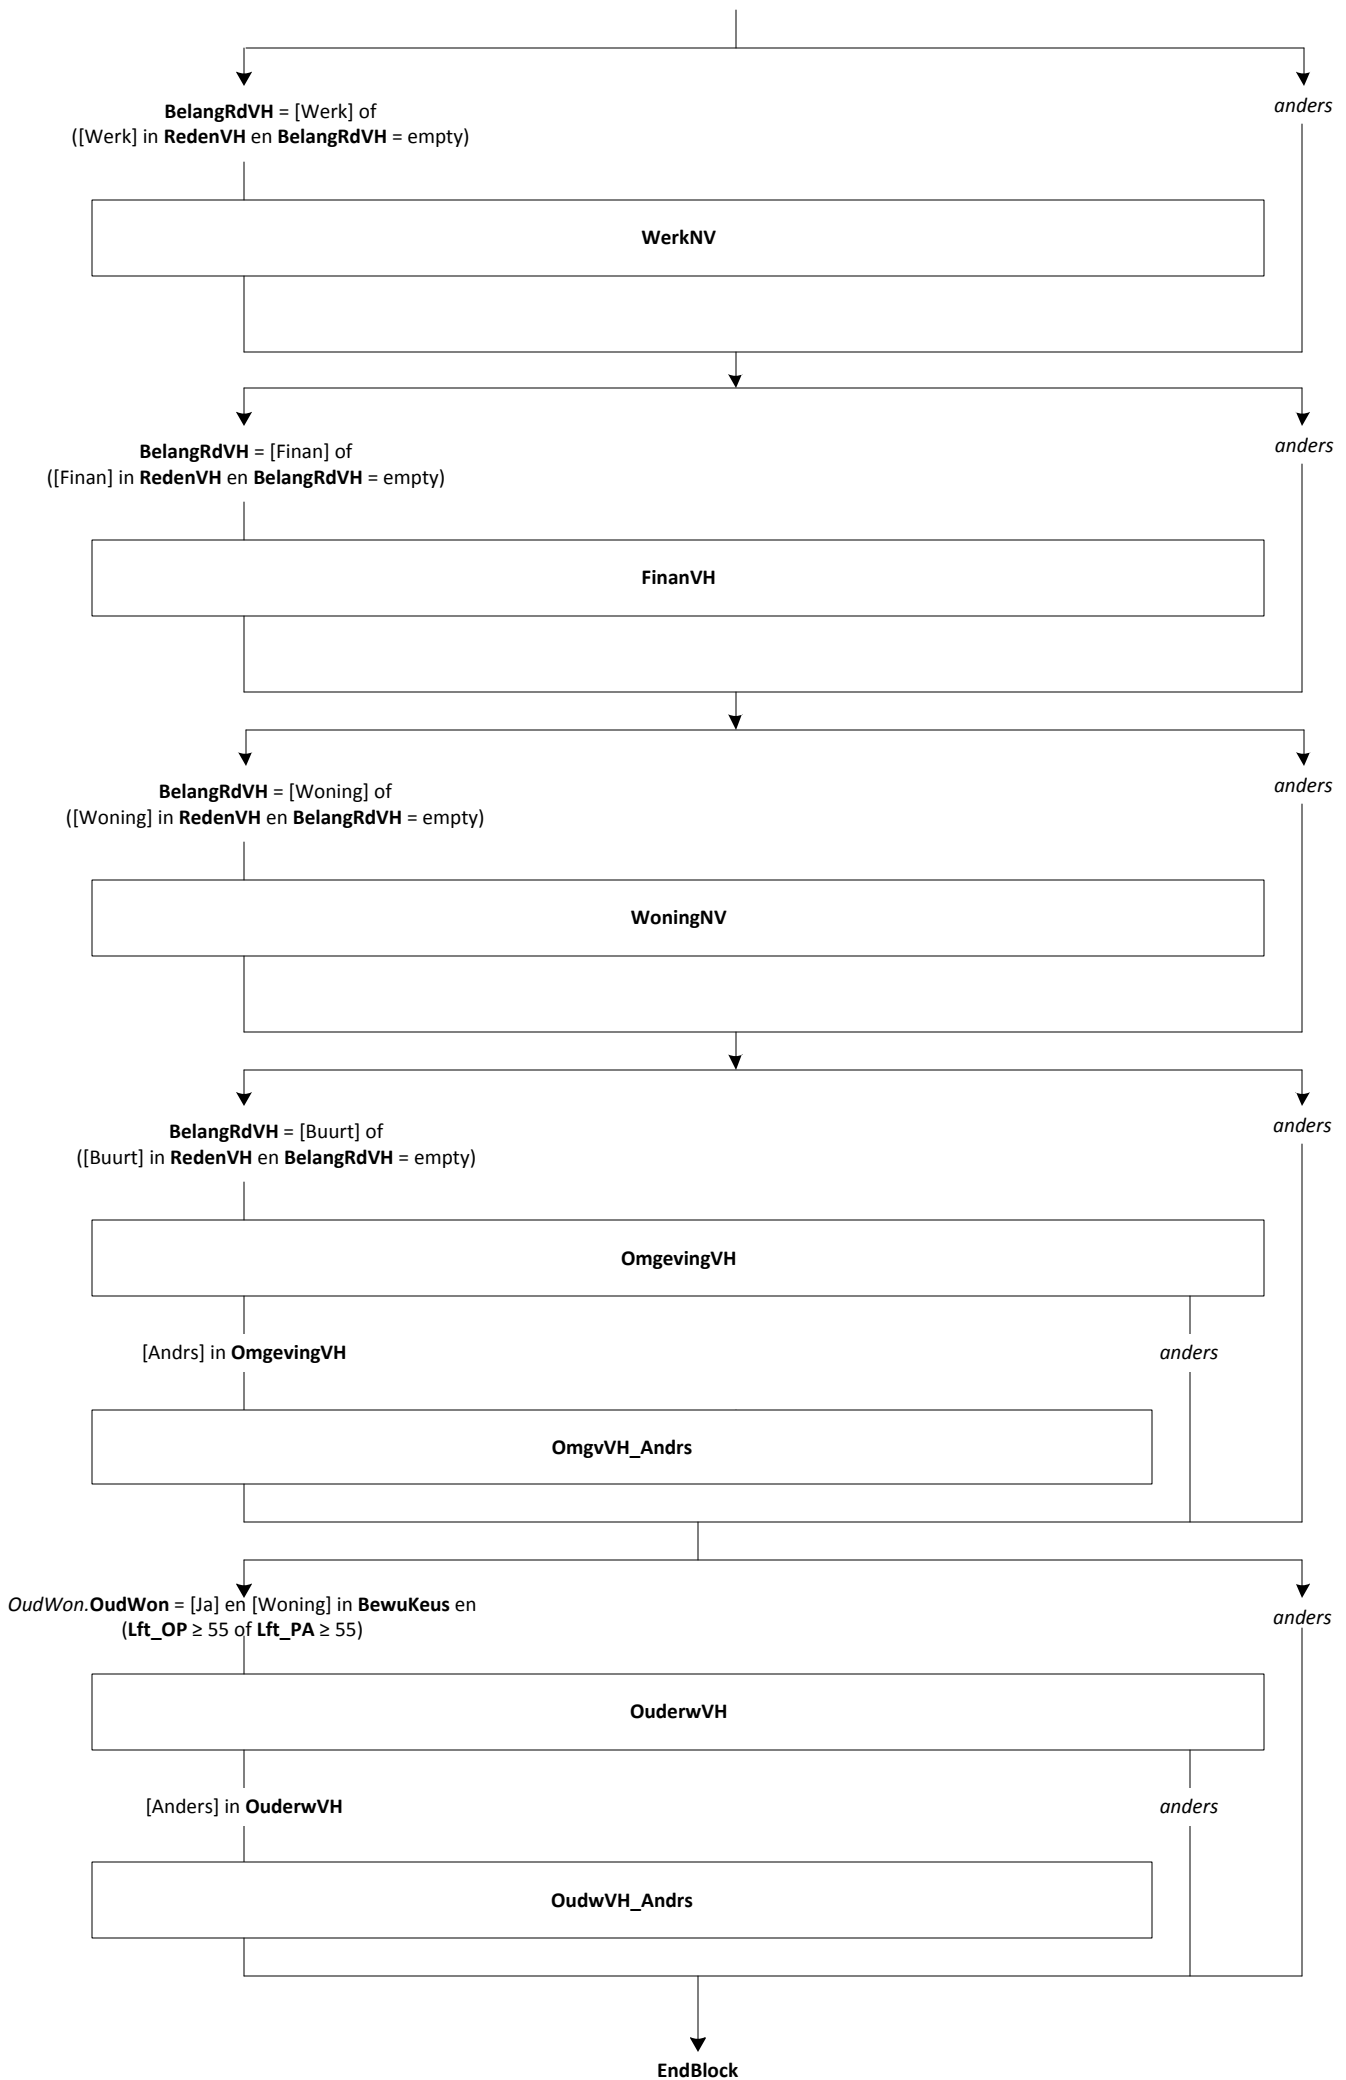 BelangRdVH = [Werk] of
([Werk] in RedenVH en BelangRdVH = empty)
anders
WerkNV
BelangRdVH = [Finan] of
([Finan] in RedenVH en BelangRdVH = empty)
anders
FinanVH
BelangRdVH = [Woning] of
([Woning] in RedenVH en BelangRdVH = empty)
anders
WoningNV
BelangRdVH = [Buurt] of
([Buurt] in RedenVH en BelangRdVH = empty)
anders
OmgevingVH
[Andrs] in OmgevingVH
anders
OmgvVH_Andrs
OudWon.OudWon = [Ja] en [Woning] in BewuKeus en
(Lft_OP ≥ 55 of Lft_PA ≥ 55)
anders
OuderwVH
[Anders] in OuderwVH
anders
OudwVH_Andrs
EndBlock